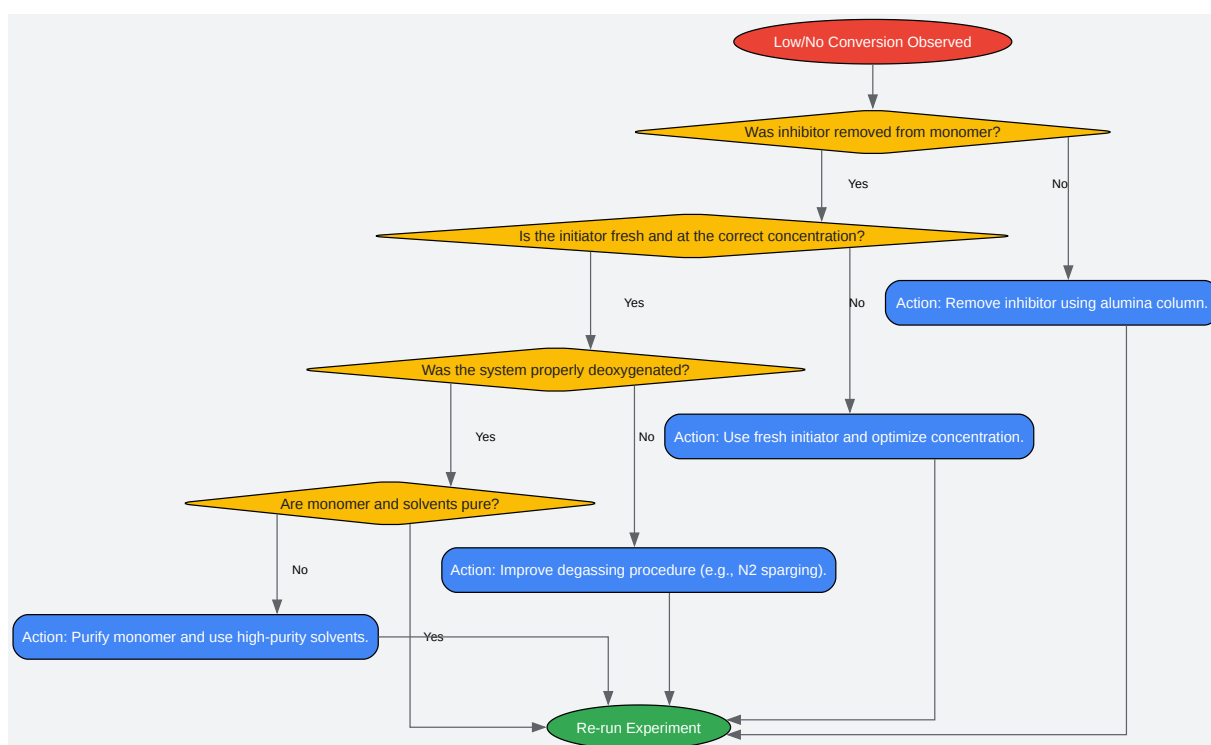 Low/No Conversion Observed
Was inhibitor removed from monomer?
Yes
No
Is the initiator fresh and at the correct concentration?
Action: Remove inhibitor using alumina column.
Yes
No
Was the system properly deoxygenated?
Action: Use fresh initiator and optimize concentration.
Yes
No
Are monomer and solvents pure?
Action: Improve degassing procedure (e.g., N2 sparging).
No
Action: Purify monomer and use high-purity solvents.
Yes
Re-run Experiment